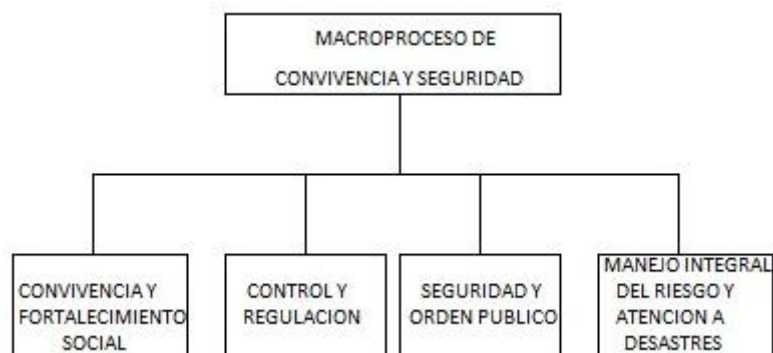 MACROPROCESO DE
CONVIVENCIA Y SEGURIDAD
CONVIVENCIA Y
FORTALECIMIENTO
SOCIAL
CONTROL Y
REGULACION
SEGURIDAD Y
ORDEN PUBLICO
MANEJO INTEGRAL
DEL RIESGO Y
ATENCION A
DESASTRES